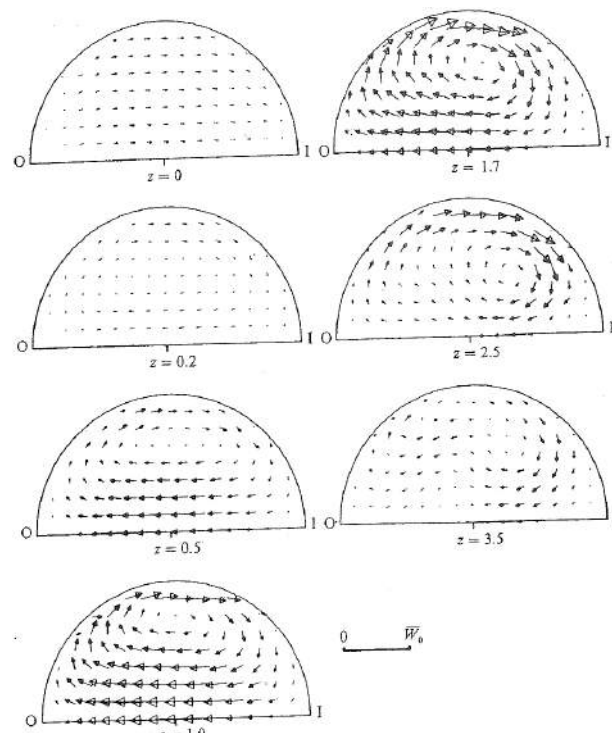 O I O I
z = 0 z = 1.7
O I O I
z = 0.2 z = 2.5
O I O
z = 0.5 z = 3.5
0 W̄₀
O I